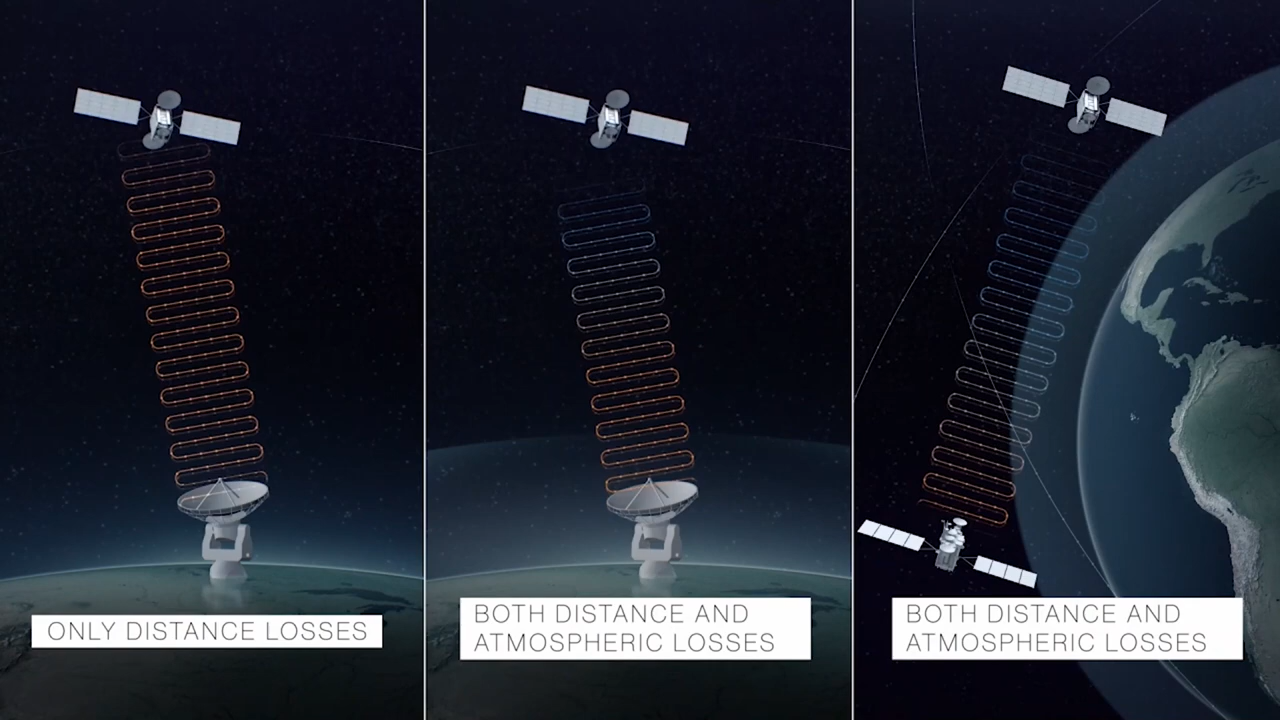 ONLY DISTANCE LOSSES
BOTH DISTANCE AND
ATMOSPHERIC LOSSES
BOTH DISTANCE AND
ATMOSPHERIC LOSSES